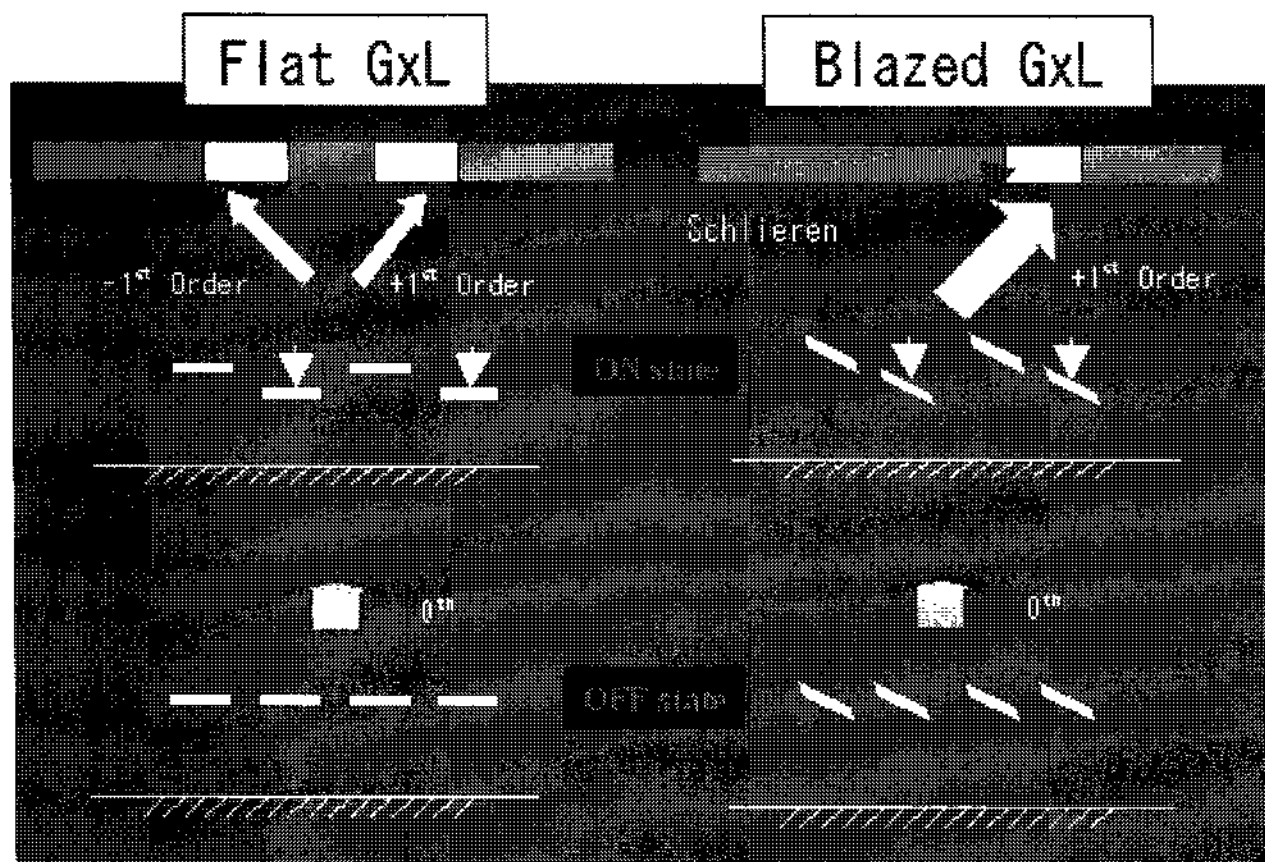 Flat GxL
Blazed GxL
Schlieren
-1st Order
+1st Order
+1st Order
ON state
0th
0th
OFF state